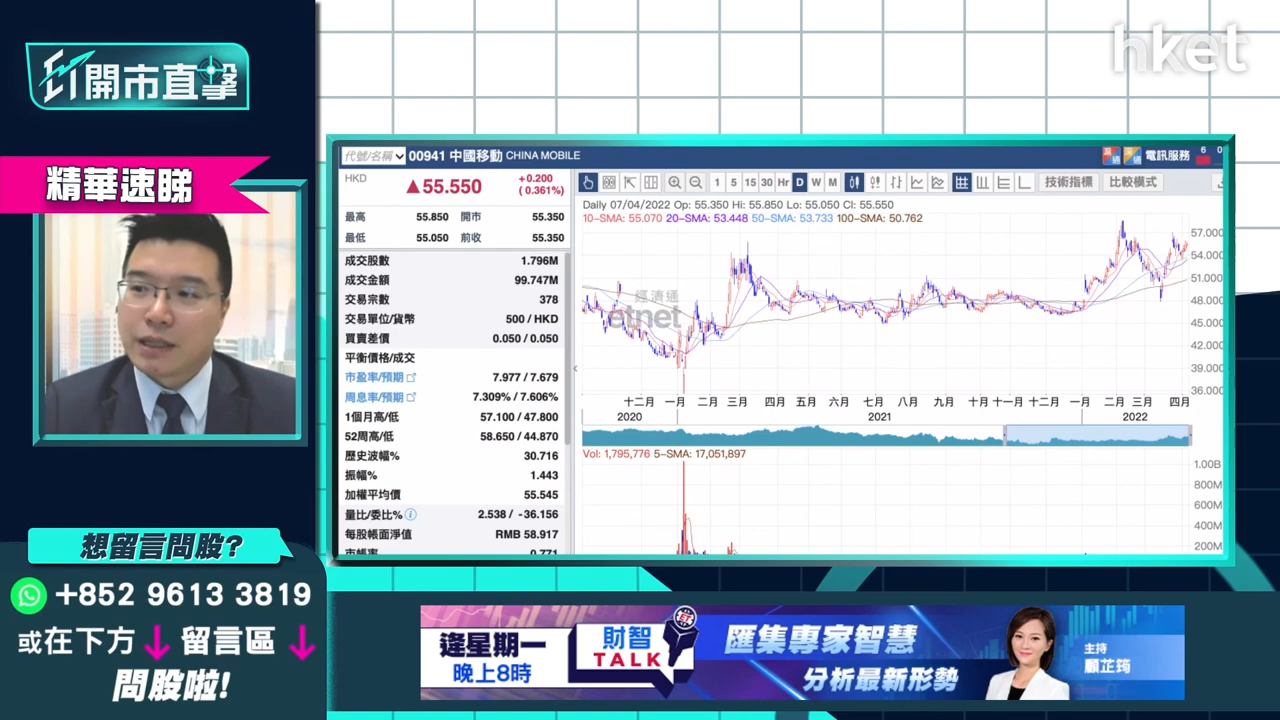 hket
ET開市直擊
精華速睇
想留言問股?
+852 9613 3819
或在下方 留言區
問股啦!
代號/名稱 00941 中國移動 CHINA MOBILE
電訊服務 6
HKD
55.550
+0.200
( 0.361%)
最高 55.850 開市 55.350
最低 55.050 前收 55.350
成交股數 1.796M
成交金額 99.747M
交易宗數 378
交易單位/貨幣 500 / HKD
買賣差價 0.050 / 0.050
平衡價格/成交
市盈率/預期 7.977 / 7.679
周息率/預期 7.309% / 7.606%
1個月高/低 57.100 / 47.800
52周高/低 58.650 / 44.870
歷史波幅% 30.716
振幅% 1.443
加權平均價 55.545
量比/委比% 2.538 / -36.156
每股帳面淨值 RMB 58.917
市帳率 0.771
1 5 15 30 Hr D W M 技術指標 比較模式
Daily 07/04/2022 Op: 55.350 Hi: 55.850 Lo: 55.050 Cl: 55.550
10-SMA: 55.070 20-SMA: 53.448 50-SMA: 53.733 100-SMA: 50.762
57.000
54.000
51.000
48.000
45.000
42.000
39.000
36.000
經濟通
etnet
十二月 一月 二月 三月 四月 五月 六月 七月 八月 九月 十月 十一月 十二月 一月 二月 三月 四月
2020 2021 2022
Vol: 1,795,776 5-SMA: 17,051,897
1.00B
800M
600M
400M
200M
逢星期一
晚上8時
財智
TALK
匯集專家智慧
分析最新形勢
主持
顧芷筠